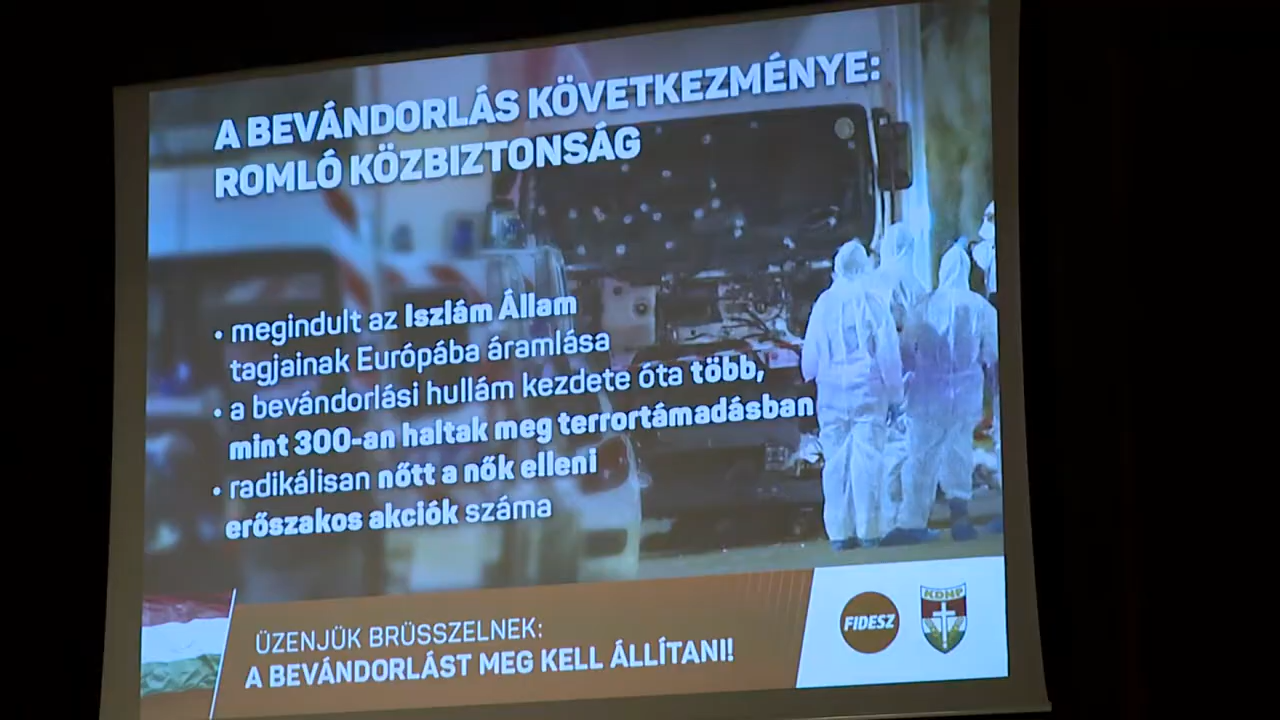 A BEVÁNDORLÁS KÖVETKEZMÉNYE:
ROMLÓ KÖZBIZTONSÁG
• megindult az Iszlám Állam
tagjainak Európába áramlása
• a bevándorlási hullám kezdete óta több,
mint 300-an haltak meg terrortámadásban
• radikálisan nőtt a nők elleni
erőszakos akciók száma
ÜZENJÜK BRÜSSZELNEK:
A BEVÁNDORLÁST MEG KELL ÁLLÍTANI!
FIDESZ
KDNP